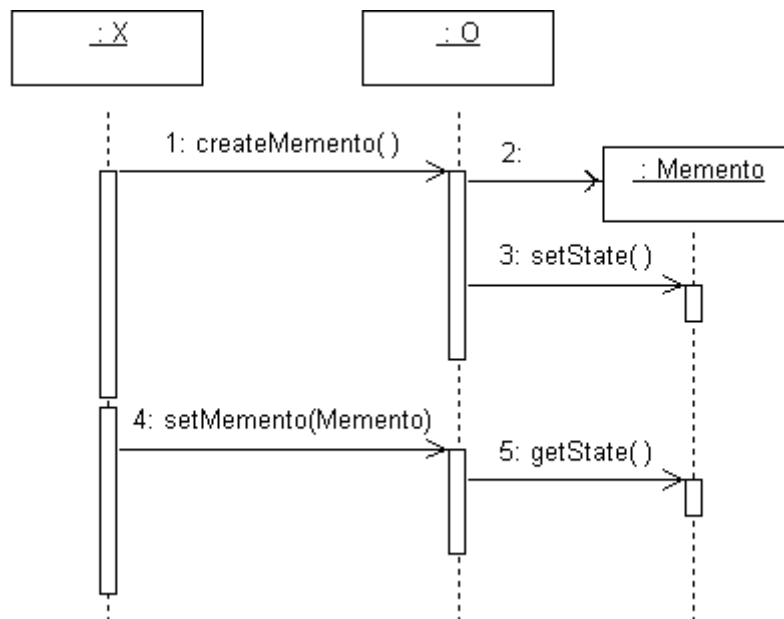 : X
: O
1: createMemento( )
2:
: Memento
3: setState( )
4: setMemento(Memento)
5: getState( )